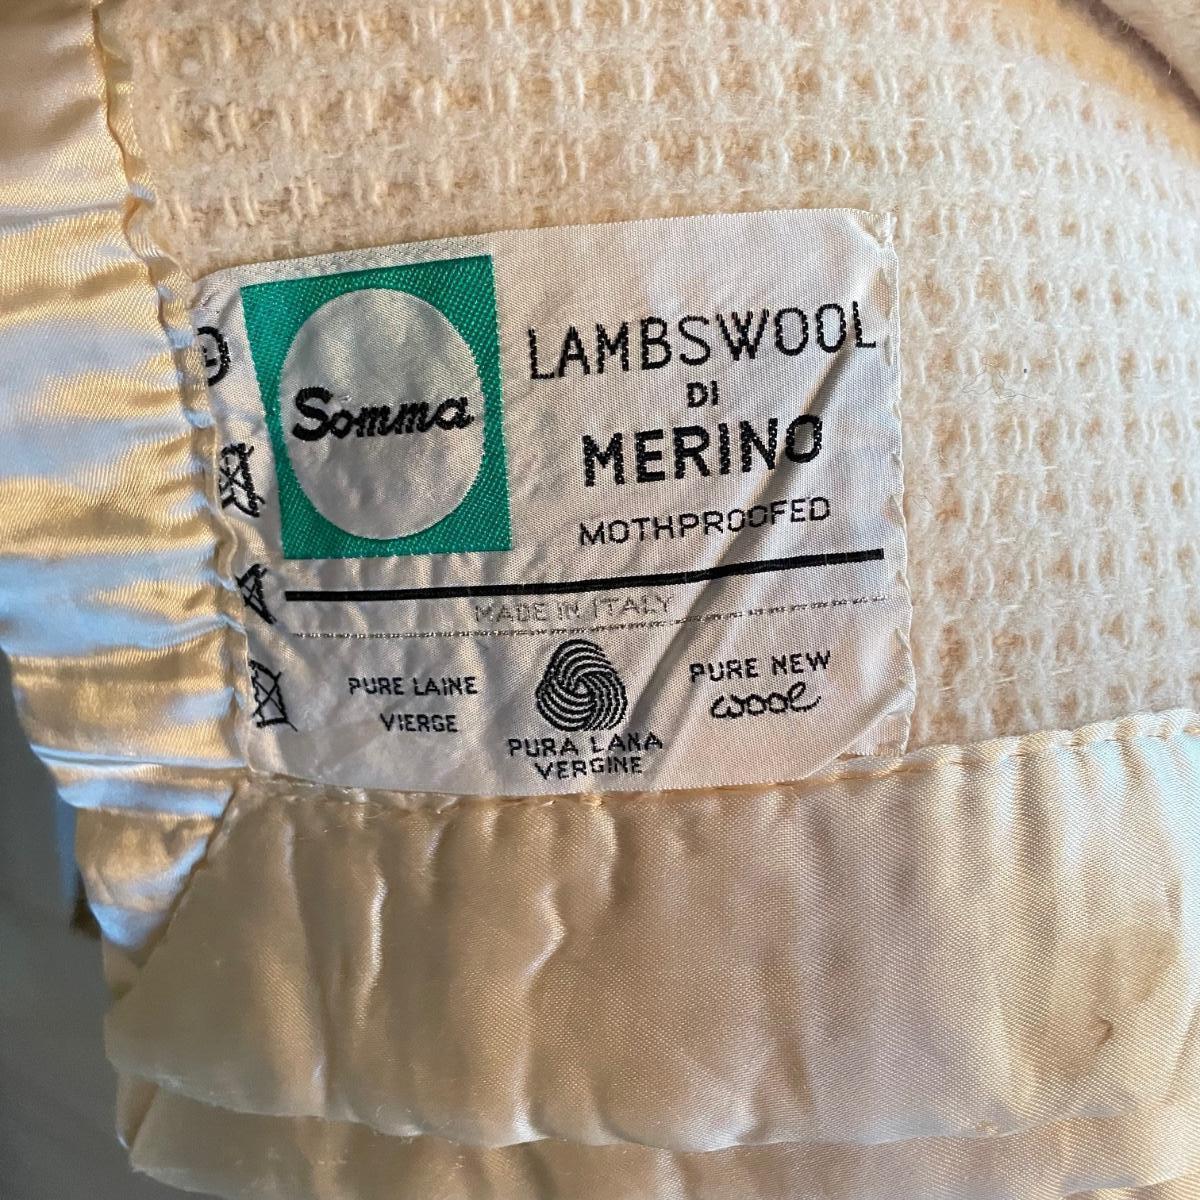 Somma
LAMBSWOOL
DI
MERINO
MOTHPROOFED
MADE IN ITALY
PURE LAINE
VIERGE
PURA LANA
VERGINE
PURE NEW
wool